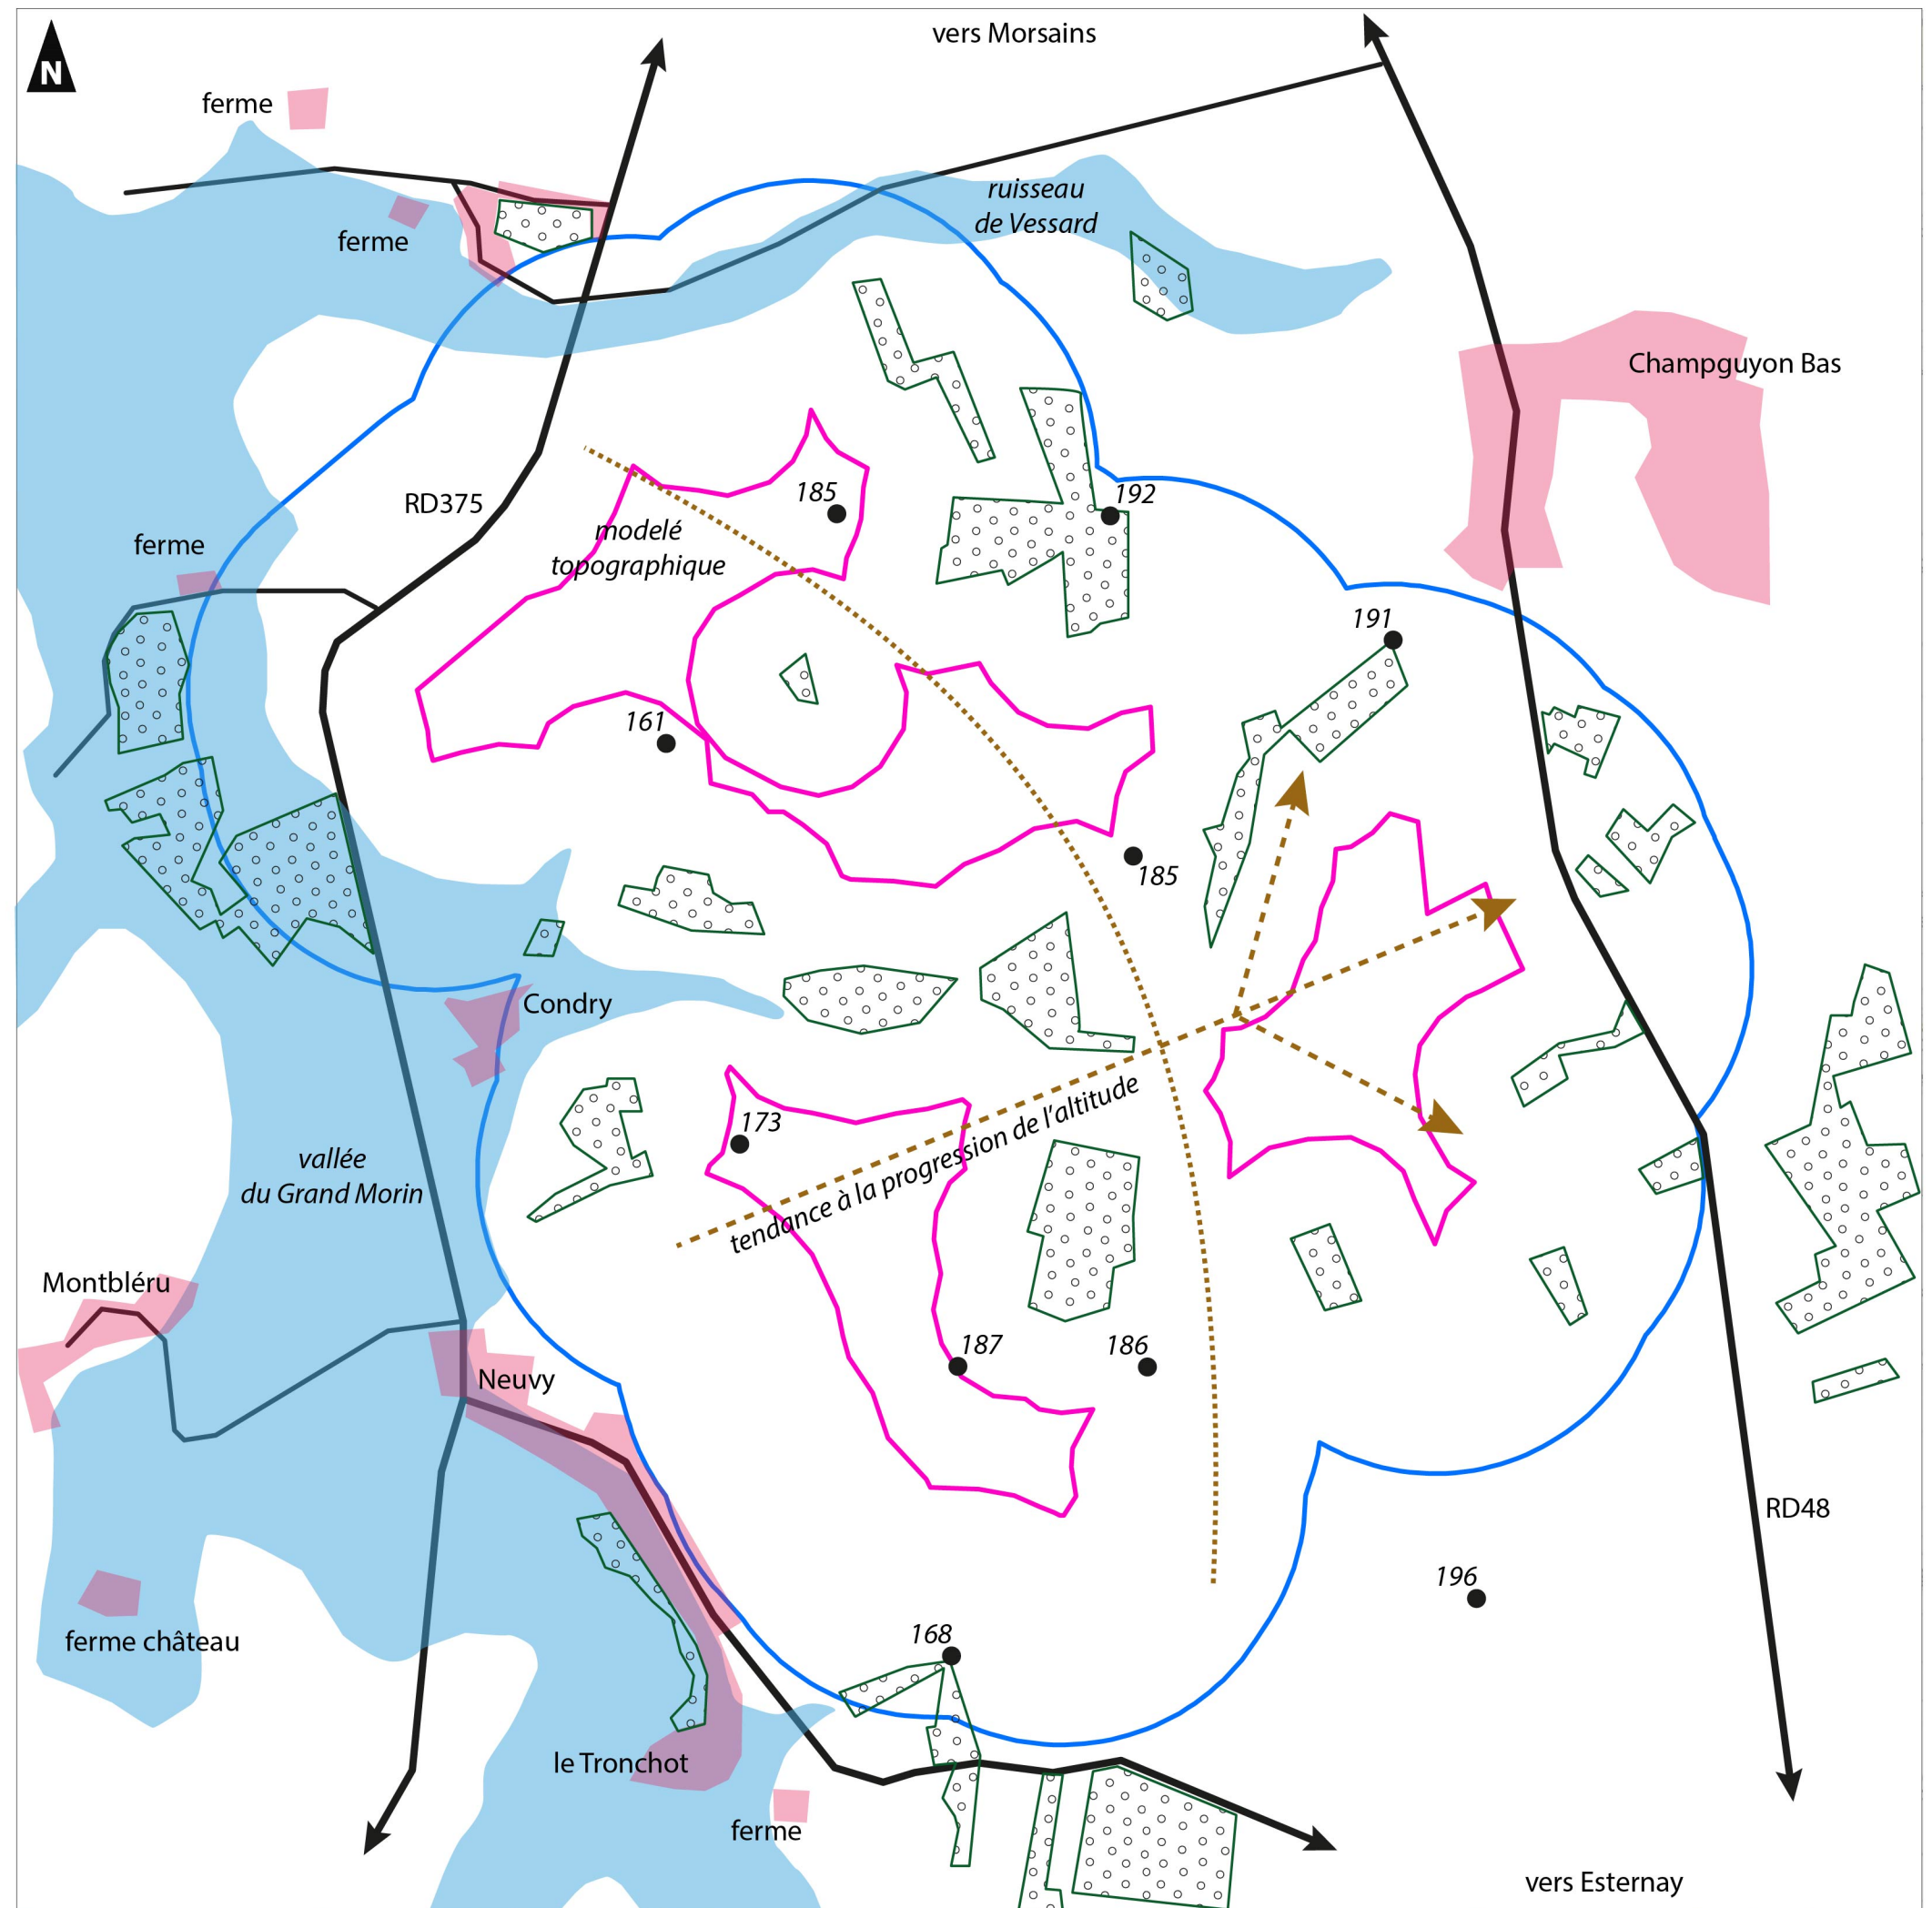 vers Morsains
N
ferme
ruisseau
de Vessard
ferme
Champguyon Bas
185
192
RD375
modelé
topographique
ferme
191
161
185
Condry
173
tendance à la progression de l'altitude
vallée
du Grand Morin
Montbléru
187
186
Neuvy
RD48
196
168
ferme château
le Tronchot
ferme
vers Esternay